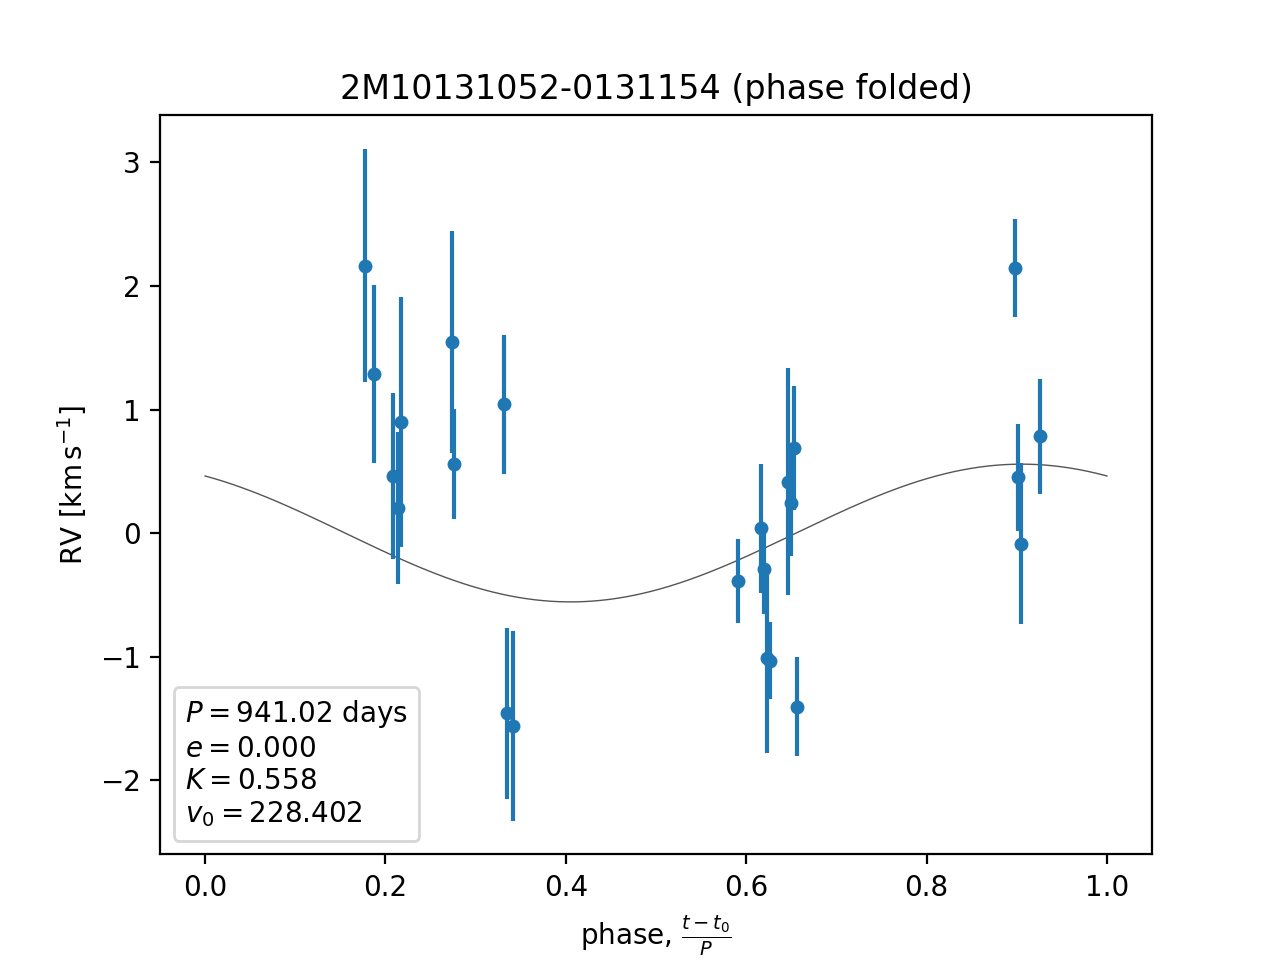 2M10131052-0131154 (phase folded)
RV [km s⁻¹]
3
2
1
0
−1
−2
P = 941.02 days
e = 0.000
K = 0.558
v₀ = 228.402
0.0 0.2 0.4 0.6 0.8 1.0
phase, (t − t₀)/P